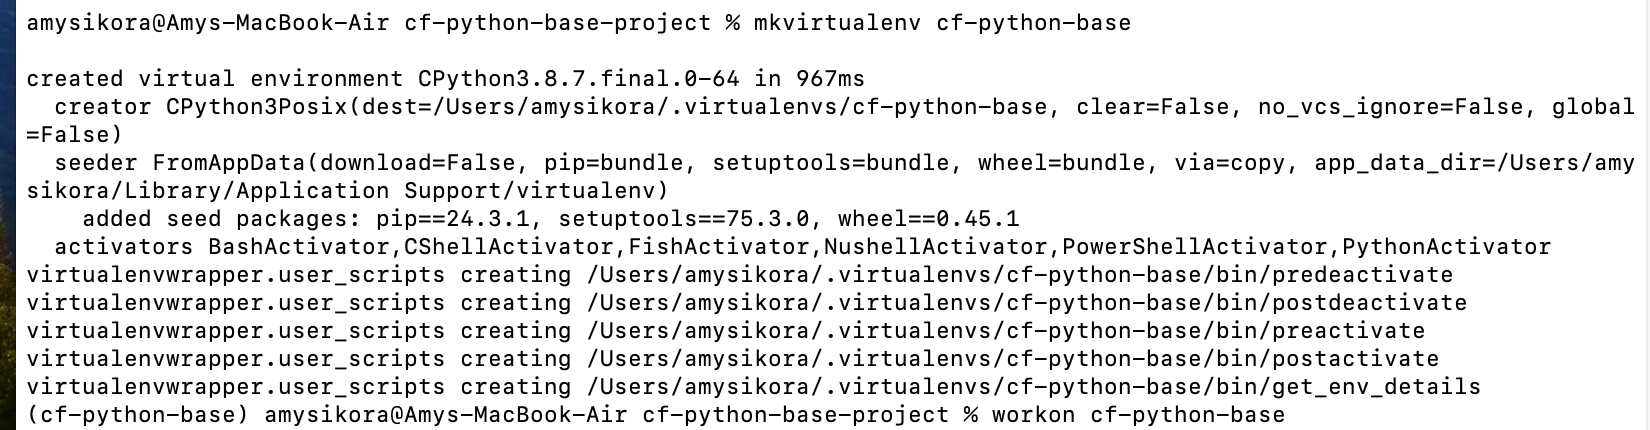 amysikora@Amys-MacBook-Air cf-python-base-project % mkvirtualenv cf-python-base
created virtual environment CPython3.8.7.final.0-64 in 967ms
  creator CPython3Posix(dest=/Users/amysikora/.virtualenvs/cf-python-base, clear=False, no_vcs_ignore=False, global
=False)
  seeder FromAppData(download=False, pip=bundle, setuptools=bundle, wheel=bundle, via=copy, app_data_dir=/Users/amy
sikora/Library/Application Support/virtualenv)
    added seed packages: pip==24.3.1, setuptools==75.3.0, wheel==0.45.1
  activators BashActivator,CShellActivator,FishActivator,NushellActivator,PowerShellActivator,PythonActivator
virtualenvwrapper.user_scripts creating /Users/amysikora/.virtualenvs/cf-python-base/bin/predeactivate
virtualenvwrapper.user_scripts creating /Users/amysikora/.virtualenvs/cf-python-base/bin/postdeactivate
virtualenvwrapper.user_scripts creating /Users/amysikora/.virtualenvs/cf-python-base/bin/preactivate
virtualenvwrapper.user_scripts creating /Users/amysikora/.virtualenvs/cf-python-base/bin/postactivate
virtualenvwrapper.user_scripts creating /Users/amysikora/.virtualenvs/cf-python-base/bin/get_env_details
(cf-python-base) amysikora@Amys-MacBook-Air cf-python-base-project % workon cf-python-base